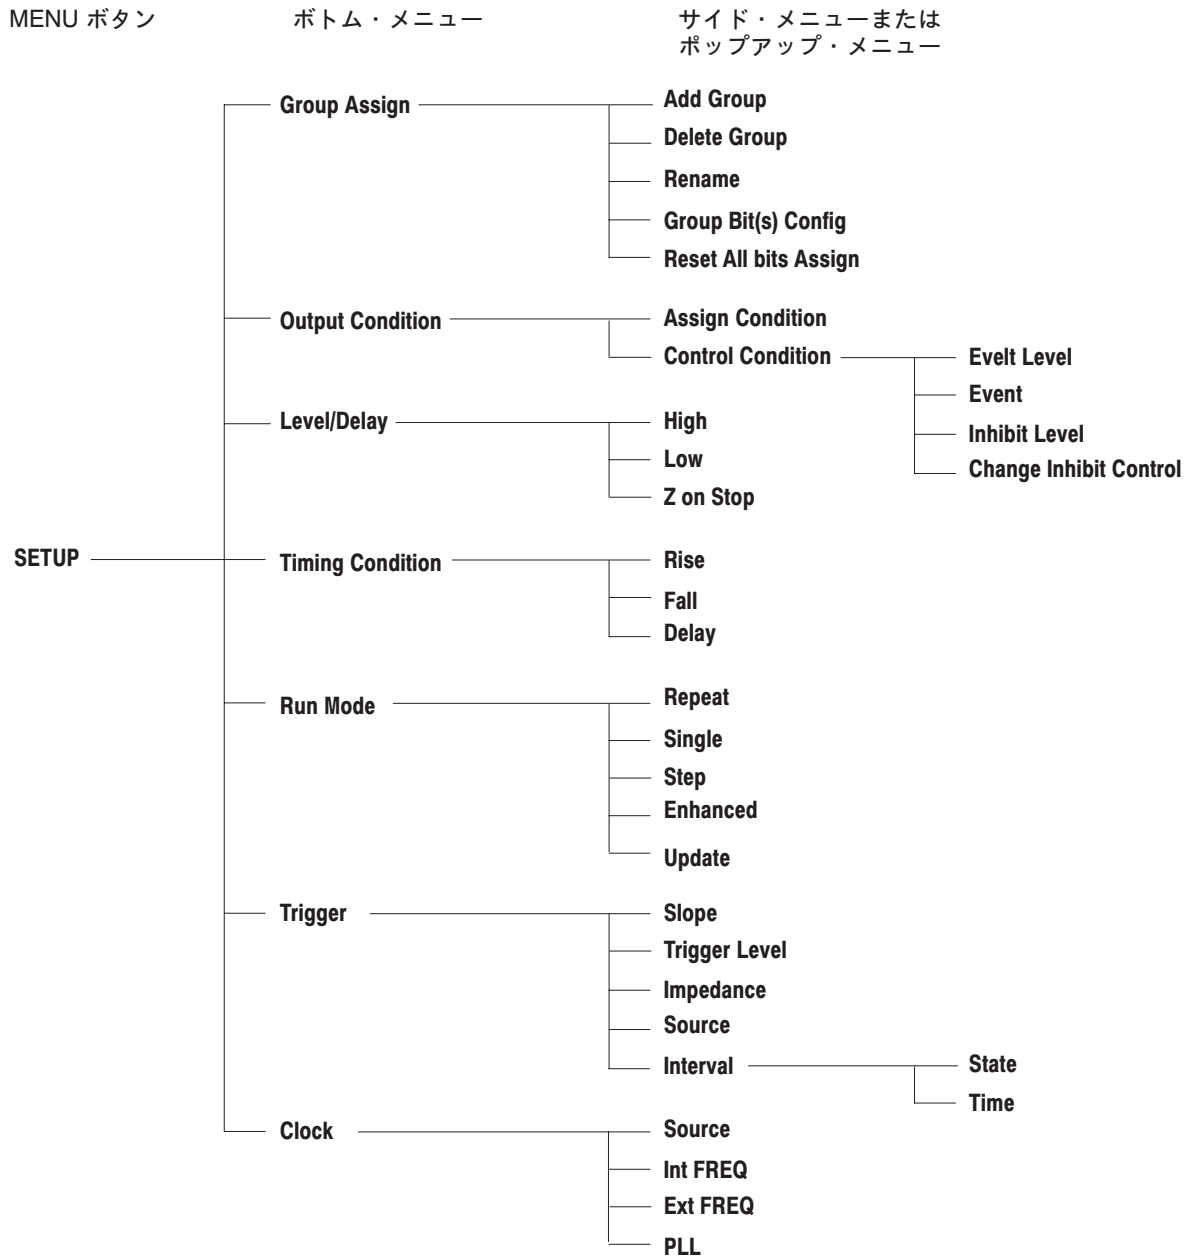 MENU ボタン
ボトム・メニュー
サイド・メニューまたは
ポップアップ・メニュー
SETUP
Group Assign
Add Group
Delete Group
Rename
Group Bit(s) Config
Reset All bits Assign
Output Condition
Assign Condition
Control Condition
Evelt Level
Event
Inhibit Level
Change Inhibit Control
Level/Delay
High
Low
Z on Stop
Timing Condition
Rise
Fall
Delay
Run Mode
Repeat
Single
Step
Enhanced
Update
Trigger
Slope
Trigger Level
Impedance
Source
Interval
State
Time
Clock
Source
Int FREQ
Ext FREQ
PLL